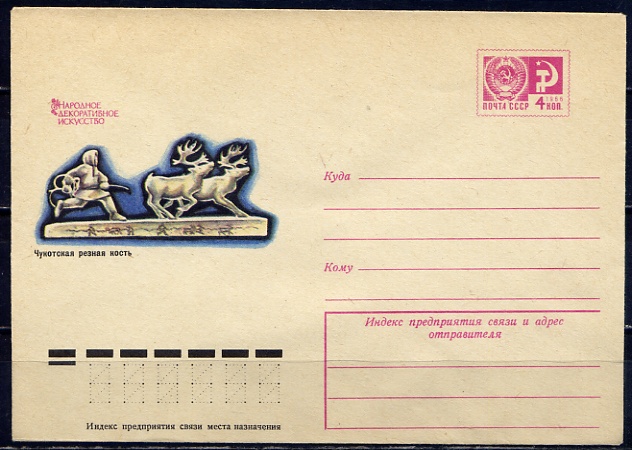 НАРОДНОЕ
ДЕКОРАТИВНОЕ
ИСКУССТВО
Чукотская резная кость
ПОЧТА СССР
1966
4 КОП.
Куда
Кому
Индекс предприятия связи и адрес
отправителя
Индекс предприятия связи места назначения